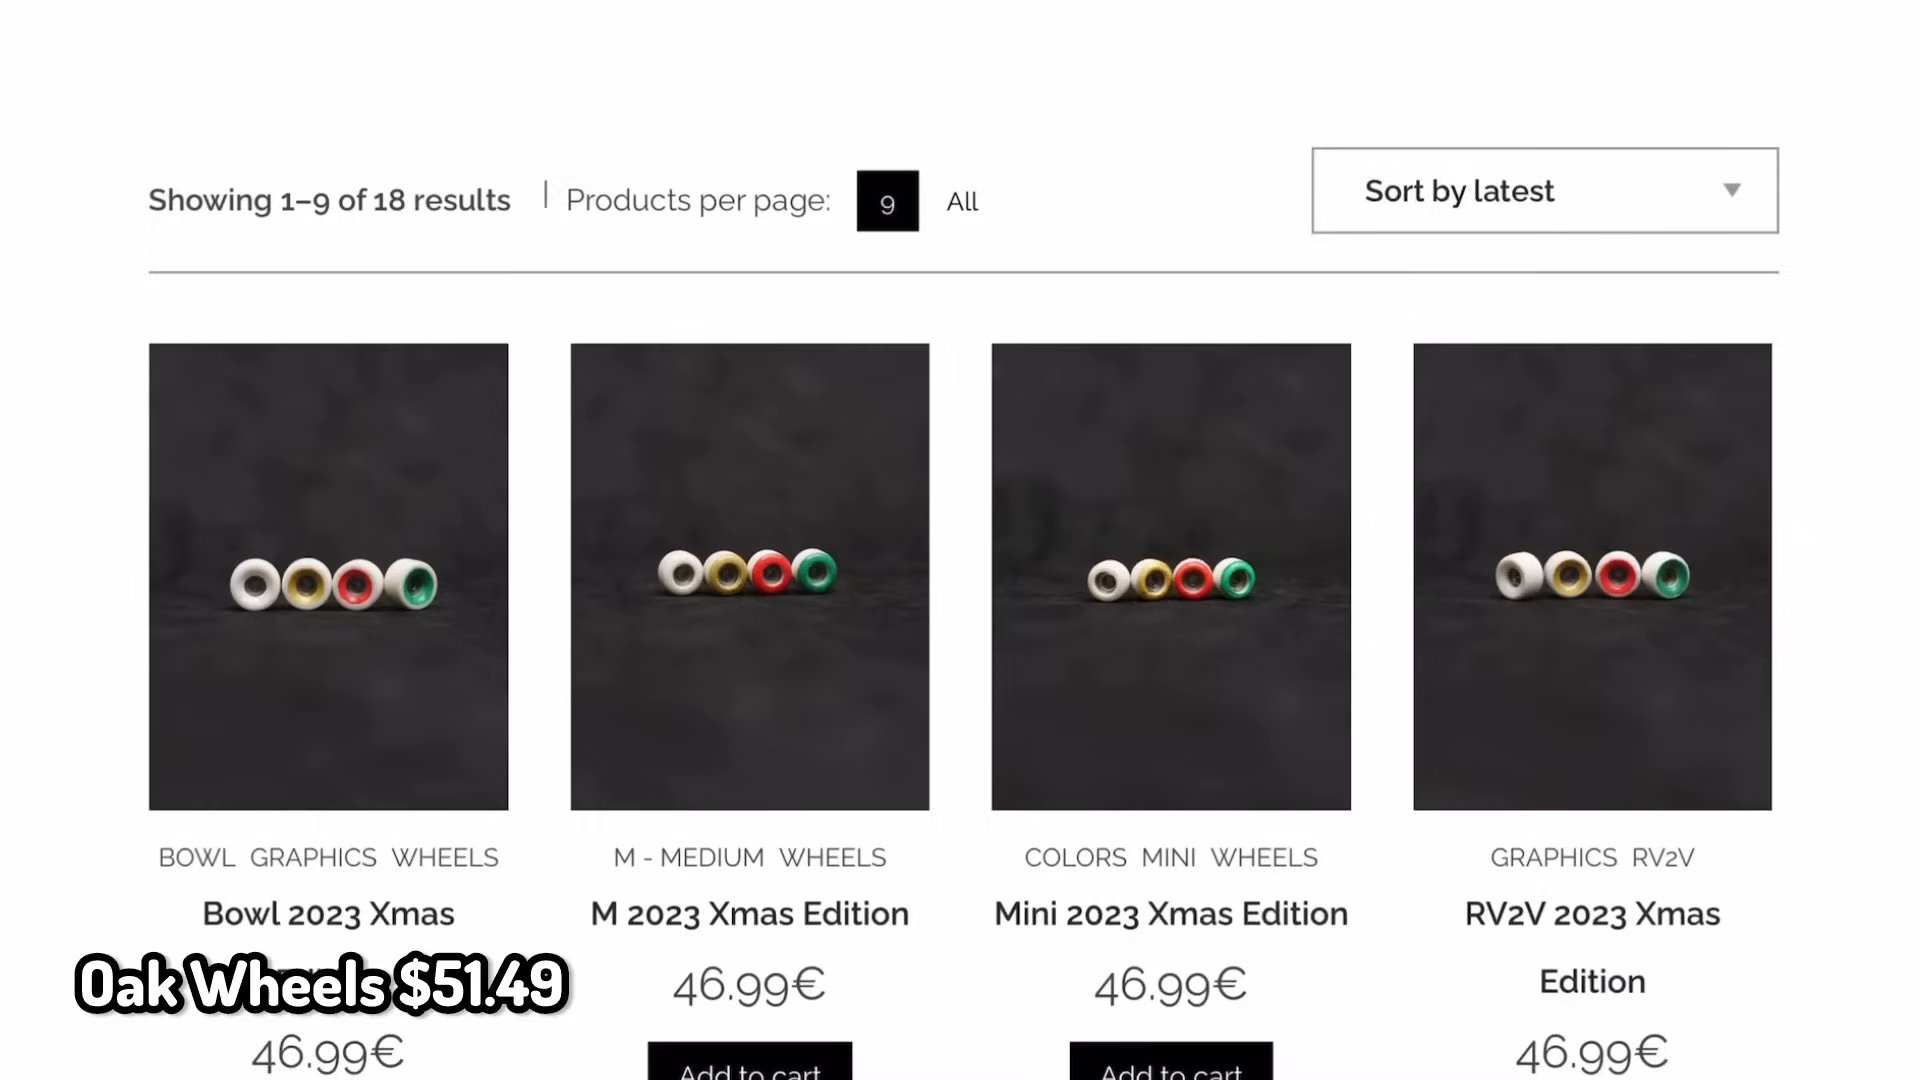 Showing 1–9 of 18 results | Products per page: 9 All
Sort by latest
BOWL GRAPHICS WHEELS
Bowl 2023 Xmas
46.99€
M - MEDIUM WHEELS
M 2023 Xmas Edition
46.99€
Add to cart
COLORS MINI WHEELS
Mini 2023 Xmas Edition
46.99€
Add to cart
GRAPHICS RV2V
RV2V 2023 Xmas
Edition
46.99€
Oak Wheels $51.49